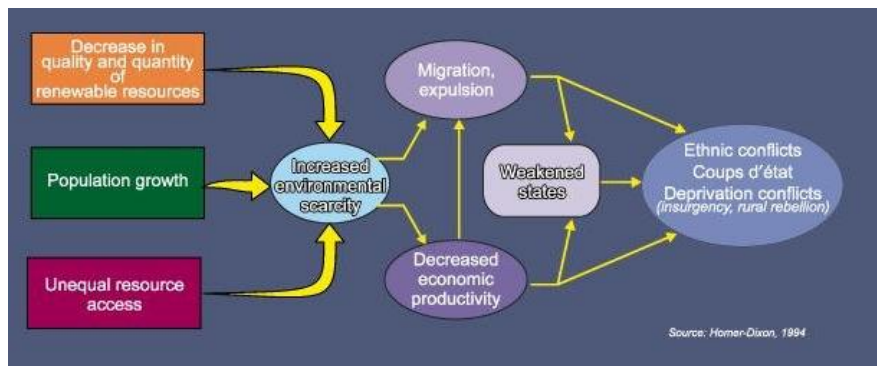 Decrease in
quality and quantity
of
renewable resources
Population growth
Unequal resource
access
Increased
environmental
scarcity
Migration,
expulsion
Decreased
economic
productivity
Weakened
states
Ethnic conflicts
Coups d´état
Deprivation conflicts
(insurgency, rural rebellion)
Source: Homer-Dixon, 1994